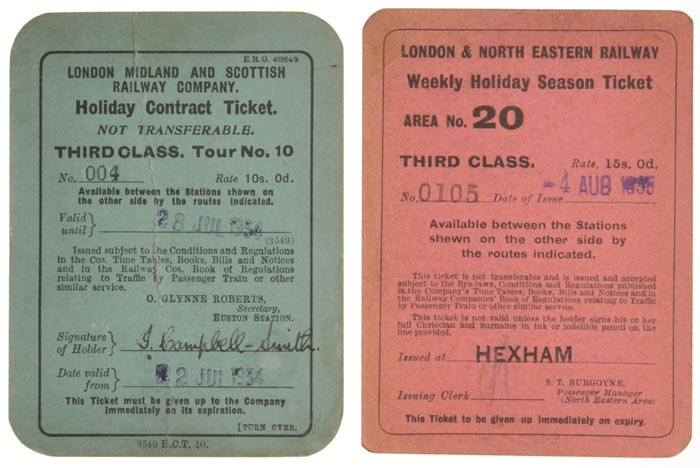 E.R.O. 43964/9
LONDON MIDLAND AND SCOTTISH
RAILWAY COMPANY.
Holiday Contract Ticket.
NOT TRANSFERABLE.
THIRD CLASS. Tour No. 10
No. 004 Rate 10s. 0d.
Available between the Stations shown on
the other side by the routes indicated.
Valid
until } 28 JUL 1934
(3549)
Issued subject to the Conditions and Regulations
in the Cos. Time Tables, Books, Bills and Notices
and in the Railway Cos. Book of Regulations
relating to Traffic by Passenger Train or other
similar service.
O. GLYNNE ROBERTS,
Secretary,
EUSTON STATION.
Signature
of Holder } J. Campbell-Smith.
Date valid
from } 22 JUL 1934
This Ticket must be given up to the Company
immediately on its expiration.
[TURN OVER.
3549 B.C.T. 10.
LONDON & NORTH EASTERN RAILWAY
Weekly Holiday Season Ticket
AREA No. 20
THIRD CLASS. Rate, 15s. 0d.
No. 0105 Date of Issue -4 AUG 1935
Available between the Stations
shewn on the other side by
the routes indicated.
This ticket is not transferable and is issued and accepted
subject to the Bye-laws, Conditions and Regulations published
in the Company's Time Tables, Books, Bills and Notices and in
the Railway Companies' Book of Regulations relating to Traffic
by Passenger Train or other similar service.
This ticket is not valid unless the holder signs his or her
full Christian and Surname in ink or indelible pencil on the
line provided.
Issued at HEXHAM
Issuing Clerk
S. T. BURGOYNE,
Passenger Manager
(North Eastern Area)
This Ticket to be given up immediately on expiry.